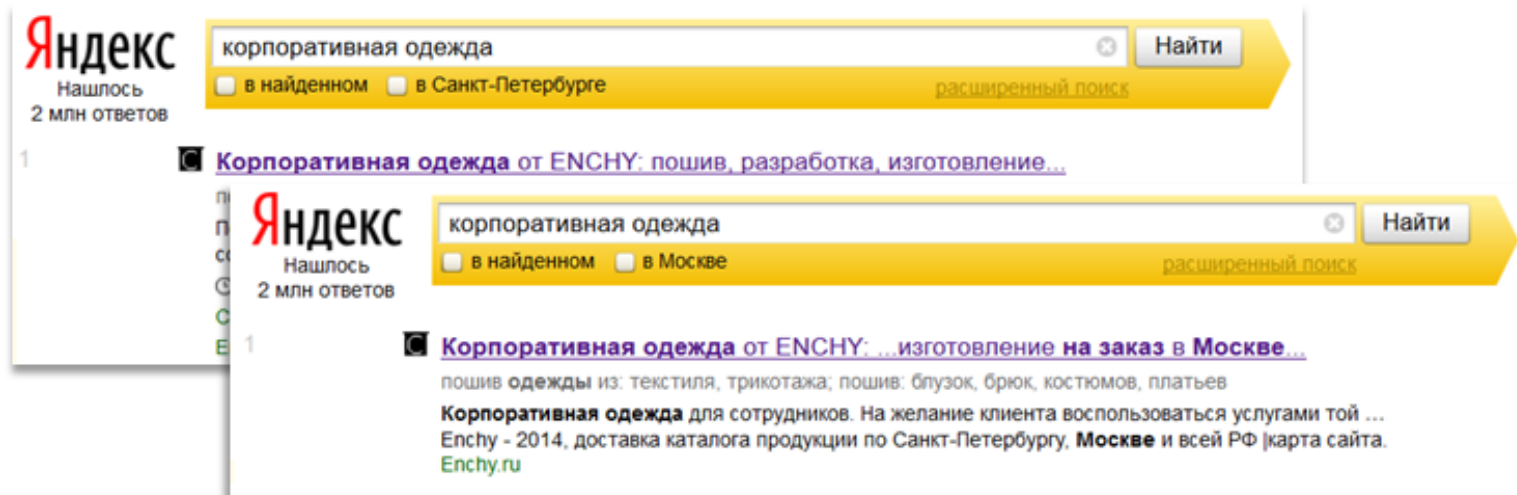 Яндекс
Нашлось
2 млн ответов
корпоративная одежда
Найти
в найденном в Санкт-Петербурге
расширенный поиск
1
Корпоративная одежда от ENCHY: пошив, разработка, изготовление...
Яндекс
Нашлось
2 млн ответов
корпоративная одежда
Найти
в найденном в Москве
расширенный поиск
1
Корпоративная одежда от ENCHY: ...изготовление на заказ в Москве...
пошив одежды из: текстиля, трикотажа; пошив: блузок, брюк, костюмов, платьев
Корпоративная одежда для сотрудников. На желание клиента воспользоваться услугами той ...
Enchy - 2014, доставка каталога продукции по Санкт-Петербургу, Москве и всей РФ |карта сайта.
Enchy.ru